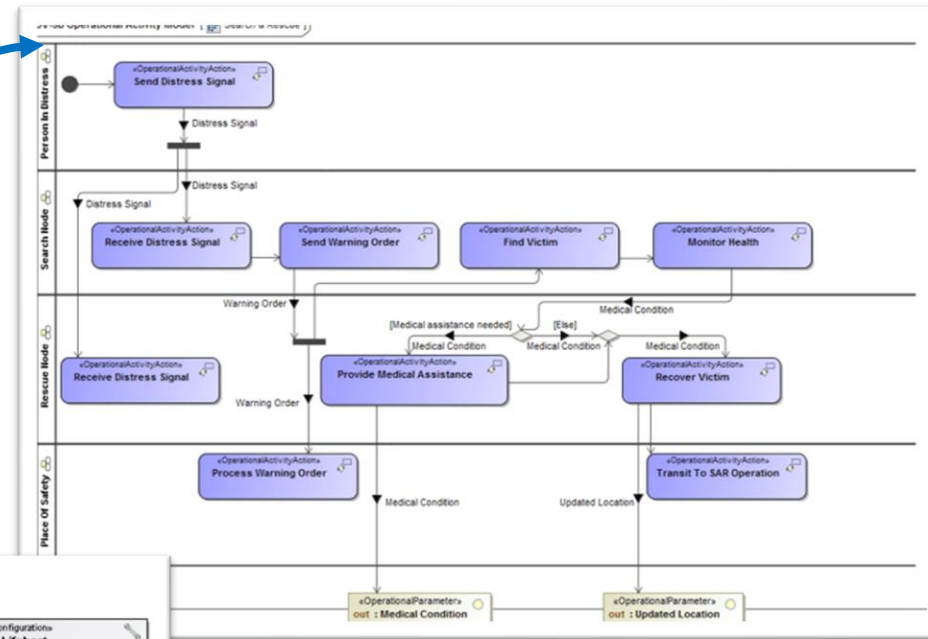 Operational Activity Model [ Search & Rescue ]
Person In Distress
«OperationalActivityAction»
Send Distress Signal
Distress Signal
Distress Signal
Distress Signal
Search Node
«OperationalActivityAction»
Receive Distress Signal
«OperationalActivityAction»
Send Warning Order
«OperationalActivityAction»
Find Victim
«OperationalActivityAction»
Monitor Health
Warning Order
Medical Condition
Rescue Node
[Medical assistance needed]
[Else]
Medical Condition
Medical Condition
Medical Condition
«OperationalActivityAction»
Receive Distress Signal
«OperationalActivityAction»
Provide Medical Assistance
«OperationalActivityAction»
Recover Victim
Warning Order
Place Of Safety
«OperationalActivityAction»
Process Warning Order
«OperationalActivityAction»
Transit To SAR Operation
Medical Condition
Updated Location
«OperationalParameter»
out : Medical Condition
«OperationalParameter»
out : Updated Location